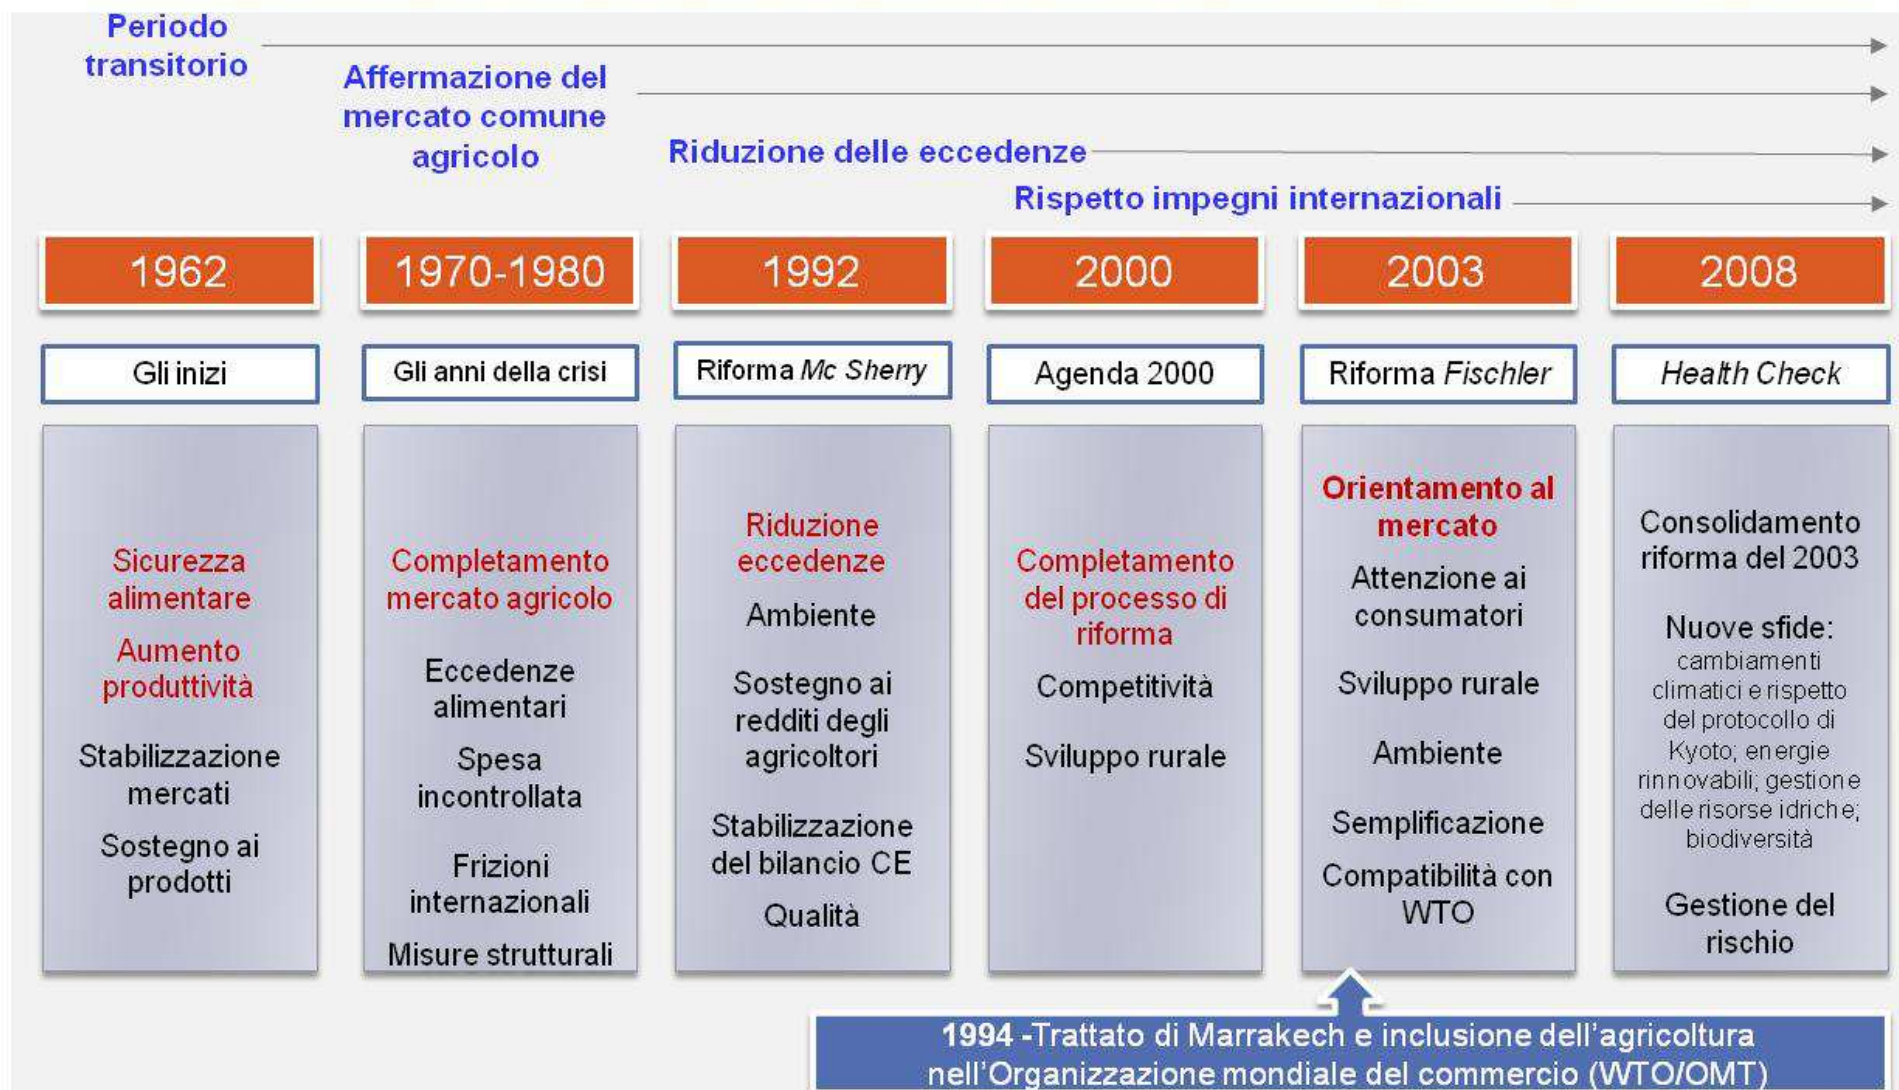 Periodo
transitorio
Affermazione del
mercato comune
agricolo
Riduzione delle eccedenze
Rispetto impegni internazionali
1962
1970-1980
1992
2000
2003
2008
Gli inizi
Gli anni della crisi
Riforma Mc Sherry
Agenda 2000
Riforma Fischler
Health Check
Sicurezza
alimentare
Aumento
produttività
Stabilizzazione
mercati
Sostegno ai
prodotti
Completamento
mercato agricolo
Eccedenze
alimentari
Spesa
incontrollata
Frizioni
internazionali
Misure strutturali
Riduzione
eccedenze
Ambiente
Sostegno ai
redditi degli
agricoltori
Stabilizzazione
del bilancio CE
Qualità
Completamento
del processo di
riforma
Competitività
Sviluppo rurale
Orientamento al
mercato
Attenzione ai
consumatori
Sviluppo rurale
Ambiente
Semplificazione
Compatibilità con
WTO
Consolidamento
riforma del 2003
Nuove sfide:
cambiamenti
climatici e rispetto
del protocollo di
Kyoto; energie
rinnovabili; gestione
delle risorse idriche;
biodiversità
Gestione del
rischio
1994 -Trattato di Marrakech e inclusione dell'agricoltura
nell'Organizzazione mondiale del commercio (WTO/OMT)